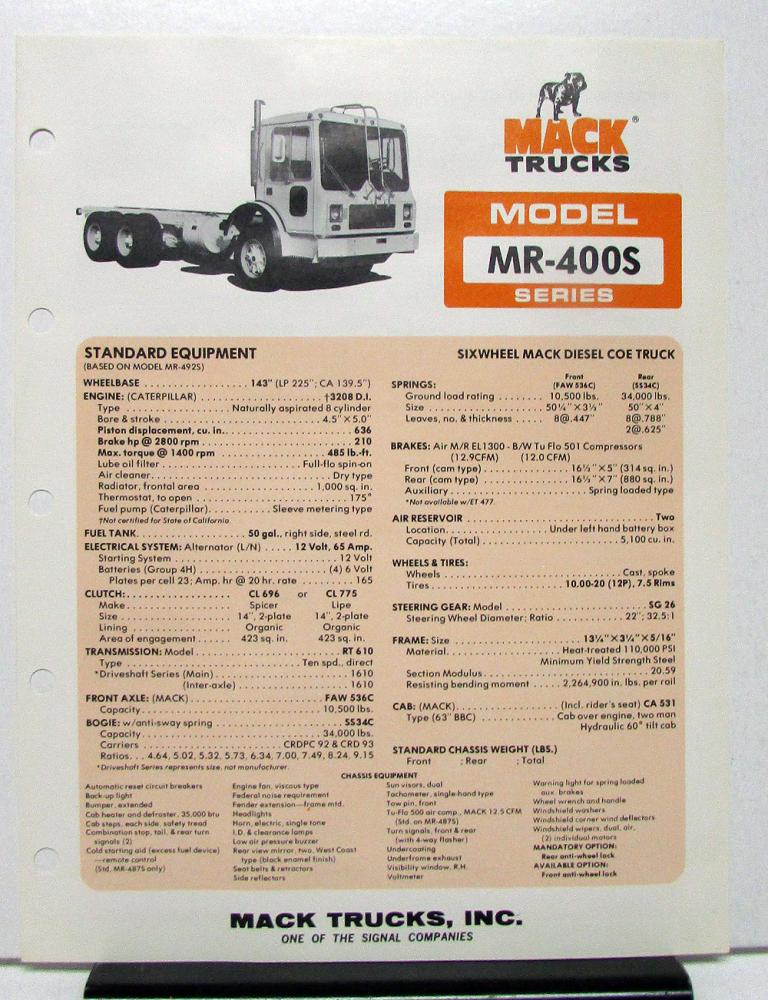 MACK®
TRUCKS
MODEL
MR-400S
SERIES
STANDARD EQUIPMENT
(BASED ON MODEL MR-492S)
WHEELBASE . . . . . . . . . . . . . . . . . 143" (LP 225"; CA 139.5")
ENGINE: (CATERPILLAR) . . . . . . . . . . . . . . . . . †3208 D.I.
Type . . . . . . . . . . . . . . . . . Naturally aspirated 8 cylinder
Bore & stroke . . . . . . . . . . . . . . . . . 4.5" X 5.0"
Piston displacement, cu. in. . . . . . . . . . . . . . . . . 636
Brake hp @ 2800 rpm . . . . . . . . . . . . . . . . . 210
Max. torque @ 1400 rpm . . . . . . . . . . . . . . . . . 485 lb.-ft.
Lube oil filter . . . . . . . . . . . . . . . . . Full-flo spin-on
Air cleaner . . . . . . . . . . . . . . . . . Dry type
Radiator, frontal area . . . . . . . . . . . . . . . . . 1,000 sq. in.
Thermostat, to open . . . . . . . . . . . . . . . . . 175°
Fuel pump (Caterpillar) . . . . . . . . . . . . Sleeve metering type
†Not certified for State of California.
FUEL TANK . . . . . . . . . . . . . . . . . 50 gal., right side, steel rd.
ELECTRICAL SYSTEM: Alternator (L/N) . . . . . 12 Volt, 65 Amp.
Starting System . . . . . . . . . . . . . . . . . 12 Volt
Batteries (Group 4H) . . . . . . . . . . . . . . . . . (4) 6 Volt
Plates per cell 23; Amp. hr @ 20 hr. rate . . . . . . . . . 165
CLUTCH: . . . . . . . . . . . . . . . . . CL 696 or CL 775
Make . . . . . . . . . . . . . . . . . Spicer Lipe
Size . . . . . . . . . . . . . . . . . 14", 2-plate 14", 2-plate
Lining . . . . . . . . . . . . . . . . . Organic Organic
Area of engagement . . . . . . 423 sq. in. 423 sq. in.
TRANSMISSION: Model . . . . . . . . . . . . . . . . . RT 610
Type . . . . . . . . . . . . . . . . . Ten spd., direct
*Driveshaft Series (Main) . . . . . . . . . . . . . . . . . 1610
(Inter-axle) . . . . . . . . . . . . . . . . . 1610
FRONT AXLE: (MACK) . . . . . . . . . . . . . . . . . FAW 536C
Capacity . . . . . . . . . . . . . . . . . 10,500 lbs.
BOGIE: w/anti-sway spring . . . . . . . . . . . . . . . . . SS34C
Capacity . . . . . . . . . . . . . . . . . 34,000 lbs.
Carriers . . . . . . . . . . . . . . . . . CRDPC 92 & CRD 93
Ratios . . . 4.64, 5.02, 5.32, 5.73, 6.34, 7.00, 7.49, 8.24, 9.15
*Driveshaft Series represents size, not manufacturer.
SIXWHEEL MACK DIESEL COE TRUCK
Front Rear
SPRINGS: (FAW 536C) (SS34C)
Ground load rating . . . . . . . . 10,500 lbs. 34,000 lbs.
Size . . . . . . . . . . . . . . . . . 50¼" X 3½" 50" X 4"
Leaves, no. & thickness . . . . . 8@.447" 8@.788"
2@.625"
BRAKES: Air M/R EL1300 - B/W Tu Flo 501 Compressors
(12.9CFM) (12.0 CFM)
Front (cam type) . . . . . . . . . . . . . . . . . 16½" X 5" (314 sq. in.)
Rear (cam type) . . . . . . . . . . . . . . . . . 16½" X 7" (880 sq. in.)
Auxiliary . . . . . . . . . . . . . . . . . Spring loaded type
*Not available w/ET 477.
AIR RESERVOIR . . . . . . . . . . . . . . . . . Two
Location . . . . . . . . . . . . . . . . . Under left hand battery box
Capacity (Total) . . . . . . . . . . . . . . . . . 5,100 cu. in.
WHEELS & TIRES:
Wheels . . . . . . . . . . . . . . . . . Cast, spoke
Tires . . . . . . . . . . . . . . . . . 10.00-20 (12P), 7.5 Rims
STEERING GEAR: Model . . . . . . . . . . . . . . . . . SG 26
Steering Wheel Diameter; Ratio . . . . . . . . . . . 22"; 32.5:1
FRAME: Size . . . . . . . . . . . . . . . . . 13¼" X 3¼" X 5/16"
Material . . . . . . . . . . . . . . . . . Heat-treated 110,000 PSI
Minimum Yield Strength Steel
Section Modulus . . . . . . . . . . . . . . . . . 20.59
Resisting bending moment . . . . . 2,264,900 in. lbs. per rail
CAB: (MACK) . . . . . . . . . . . . . . . . . (Incl. rider's seat) CA 531
Type (63" BBC) . . . . . . . . . . . . . Cab over engine, two man
Hydraulic 60° tilt cab
STANDARD CHASSIS WEIGHT (LBS.)
Front : Rear : Total
CHASSIS EQUIPMENT
Automatic reset circuit breakers
Back-up light
Bumper, extended
Cab heater and defroster, 35,000 btu
Cab steps, each side, safety tread
Combination stop, tail, & rear turn
signals (2)
Cold starting aid (excess fuel device)
—remote control
(Std. MR-487S only)
Engine fan, viscous type
Federal noise requirement
Fender extension—frame mtd.
Headlights
Horn, electric, single tone
I.D. & clearance lamps
Low air pressure buzzer
Rear view mirror, two, West Coast
type (black enamel finish)
Seat belts & retractors
Side reflectors
Sun visors, dual
Tachometer, single-hand type
Tow pin, front
Tu-Flo 500 air comp., MACK 12.5 CFM
(Std. on MR-487S)
Turn signals, front & rear
(with 4-way flasher)
Undercoating
Underframe exhaust
Visibility window, R.H.
Voltmeter
Warning light for spring loaded
aux. brakes
Wheel wrench and handle
Windshield washers
Windshield corner wind deflectors
Windshield wipers, dual, air,
(2) individual motors
MANDATORY OPTION:
Rear anti-wheel lock
AVAILABLE OPTION:
Front anti-wheel lock
MACK TRUCKS, INC.
ONE OF THE SIGNAL COMPANIES